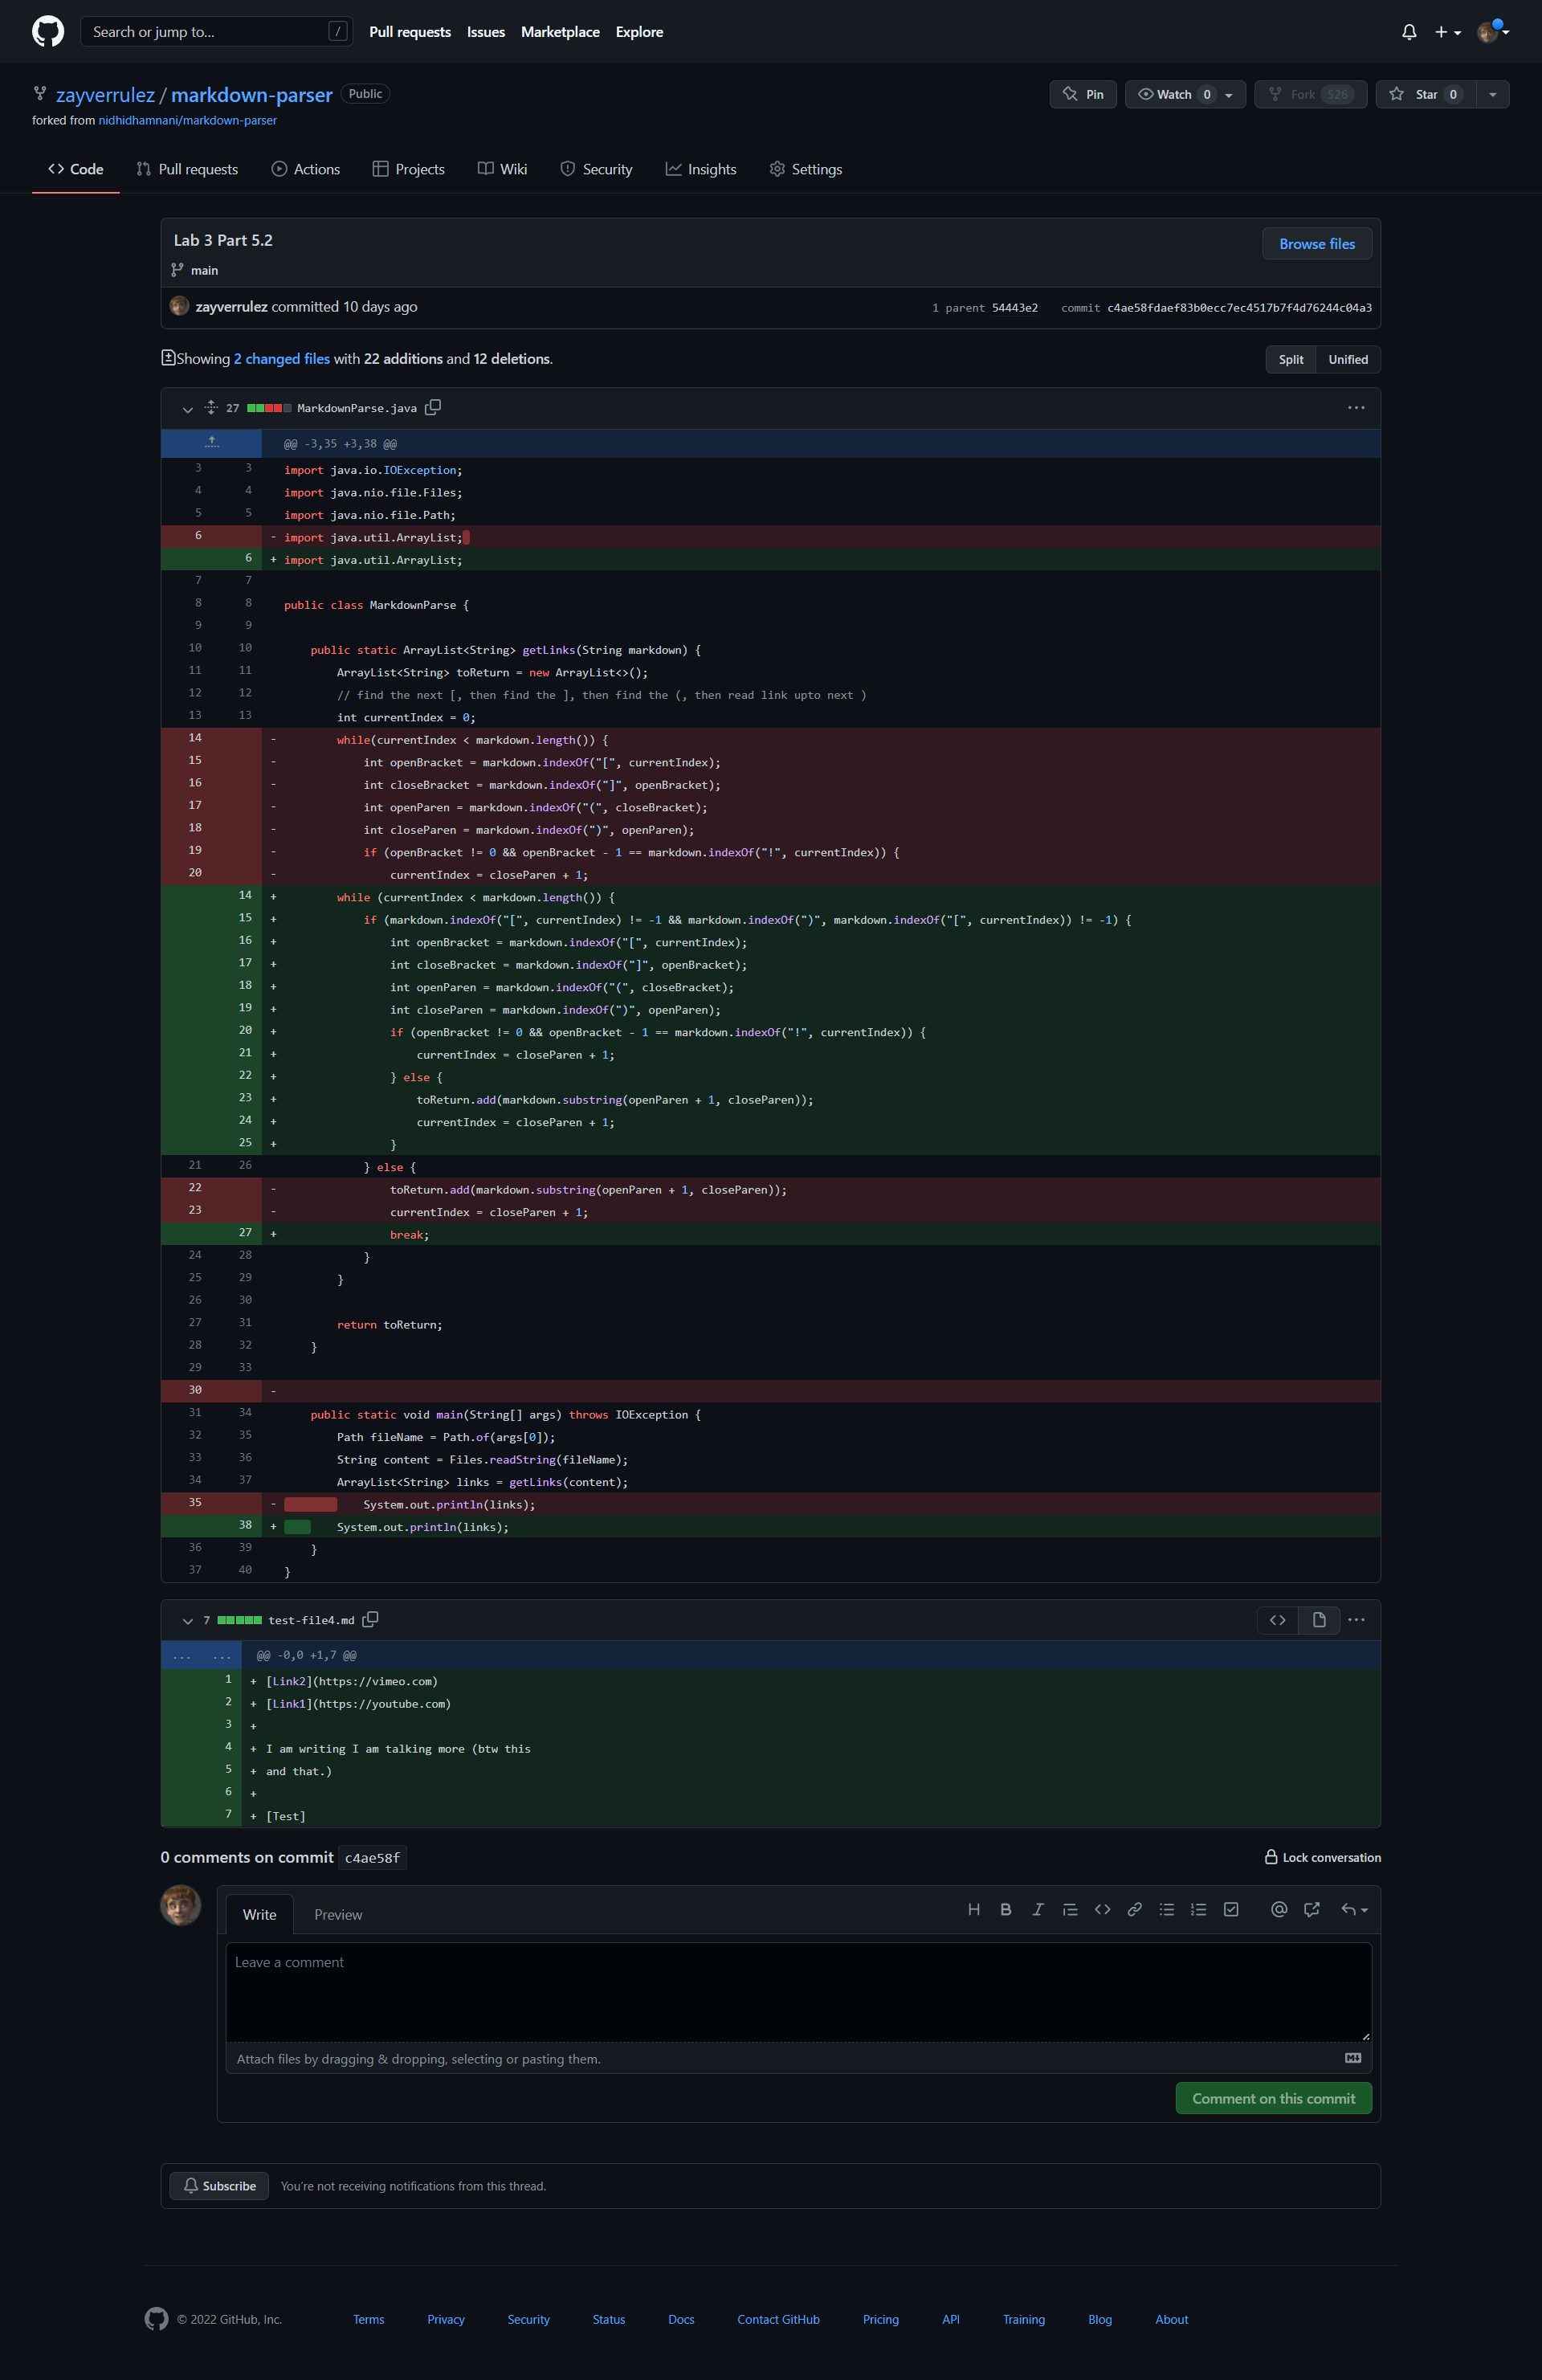 Search or jump to... /
Pull requests Issues Marketplace Explore
zayverrulez / markdown-parser Public
Pin Watch 0 Fork 526 Star 0
forked from nidhidhamnani/markdown-parser
Code Pull requests Actions Projects Wiki Security Insights Settings
Lab 3 Part 5.2
Browse files
main
zayverrulez committed 10 days ago
1 parent 54443e2 commit c4ae58fdaef83b0ecc7ec4517b7f4d76244c04a3
Showing 2 changed files with 22 additions and 12 deletions.
Split Unified
27 MarkdownParse.java
@@ -3,35 +3,38 @@
3 3 import java.io.IOException;
4 4 import java.nio.file.Files;
5 5 import java.nio.file.Path;
6 - import java.util.ArrayList;
6 + import java.util.ArrayList;
7 7
8 8 public class MarkdownParse {
9 9
10 10 public static ArrayList<String> getLinks(String markdown) {
11 11 ArrayList<String> toReturn = new ArrayList<>();
12 12 // find the next [, then find the ], then find the (, then read link upto next )
13 13 int currentIndex = 0;
14 - while(currentIndex < markdown.length()) {
15 - int openBracket = markdown.indexOf("[", currentIndex);
16 - int closeBracket = markdown.indexOf("]", openBracket);
17 - int openParen = markdown.indexOf("(", closeBracket);
18 - int closeParen = markdown.indexOf(")", openParen);
19 - if (openBracket != 0 && openBracket - 1 == markdown.indexOf("!", currentIndex)) {
20 - currentIndex = closeParen + 1;
14 + while (currentIndex < markdown.length()) {
15 + if (markdown.indexOf("[", currentIndex) != -1 && markdown.indexOf(")", markdown.indexOf("[", currentIndex)) != -1) {
16 + int openBracket = markdown.indexOf("[", currentIndex);
17 + int closeBracket = markdown.indexOf("]", openBracket);
18 + int openParen = markdown.indexOf("(", closeBracket);
19 + int closeParen = markdown.indexOf(")", openParen);
20 + if (openBracket != 0 && openBracket - 1 == markdown.indexOf("!", currentIndex)) {
21 + currentIndex = closeParen + 1;
22 + } else {
23 + toReturn.add(markdown.substring(openParen + 1, closeParen));
24 + currentIndex = closeParen + 1;
25 + }
21 26 } else {
22 - toReturn.add(markdown.substring(openParen + 1, closeParen));
23 - currentIndex = closeParen + 1;
27 + break;
24 28 }
25 29 }
26 30
27 31 return toReturn;
28 32 }
29 33
30 -
31 34 public static void main(String[] args) throws IOException {
32 35 Path fileName = Path.of(args[0]);
33 36 String content = Files.readString(fileName);
34 37 ArrayList<String> links = getLinks(content);
35 - System.out.println(links);
38 + System.out.println(links);
36 39 }
37 40 }
7 test-file4.md
... ... @@ -0,0 +1,7 @@
1 + [Link2](https://vimeo.com)
2 + [Link1](https://youtube.com)
3 +
4 + I am writing I am talking more (btw this
5 + and that.)
6 +
7 + [Test]
0 comments on commit c4ae58f
Lock conversation
Write Preview
Leave a comment
Attach files by dragging & dropping, selecting or pasting them.
Comment on this commit
Subscribe You're not receiving notifications from this thread.
© 2022 GitHub, Inc. Terms Privacy Security Status Docs Contact GitHub Pricing API Training Blog About